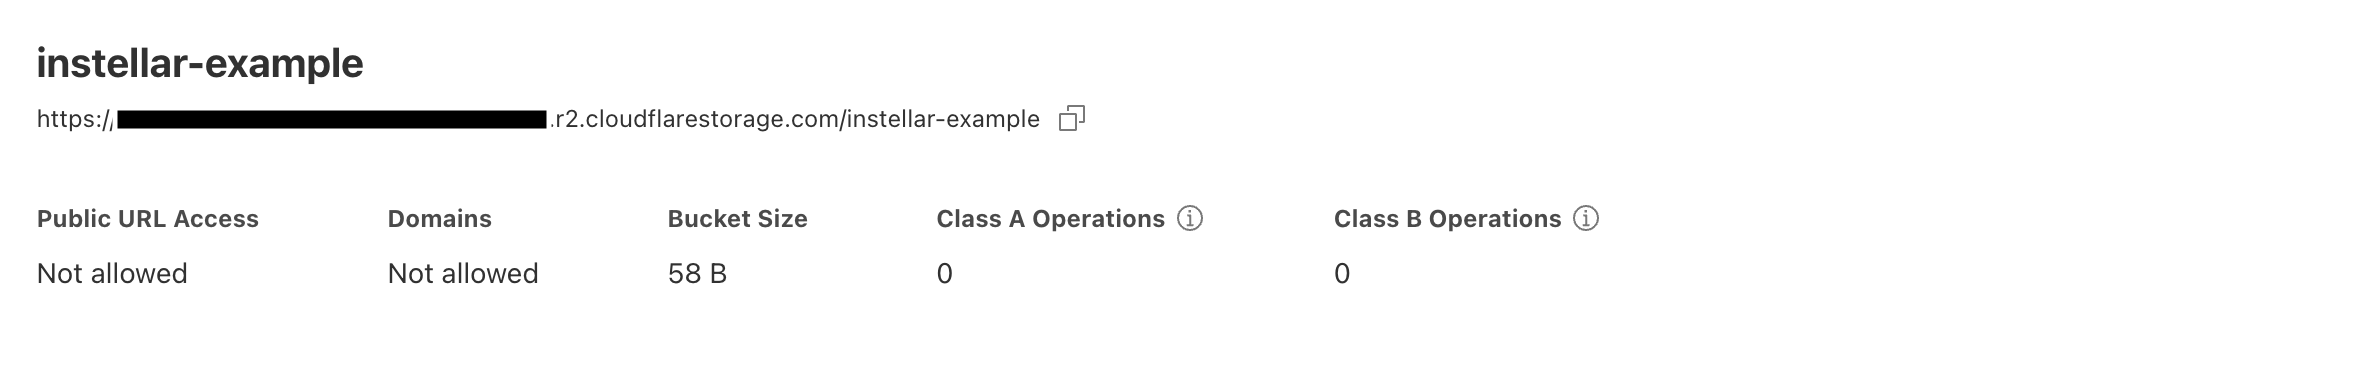 instellar-example
https://.r2.cloudflarestorage.com/instellar-example
Public URL Access Domains Bucket Size Class A Operations Class B Operations
Not allowed Not allowed 58 B 0 0